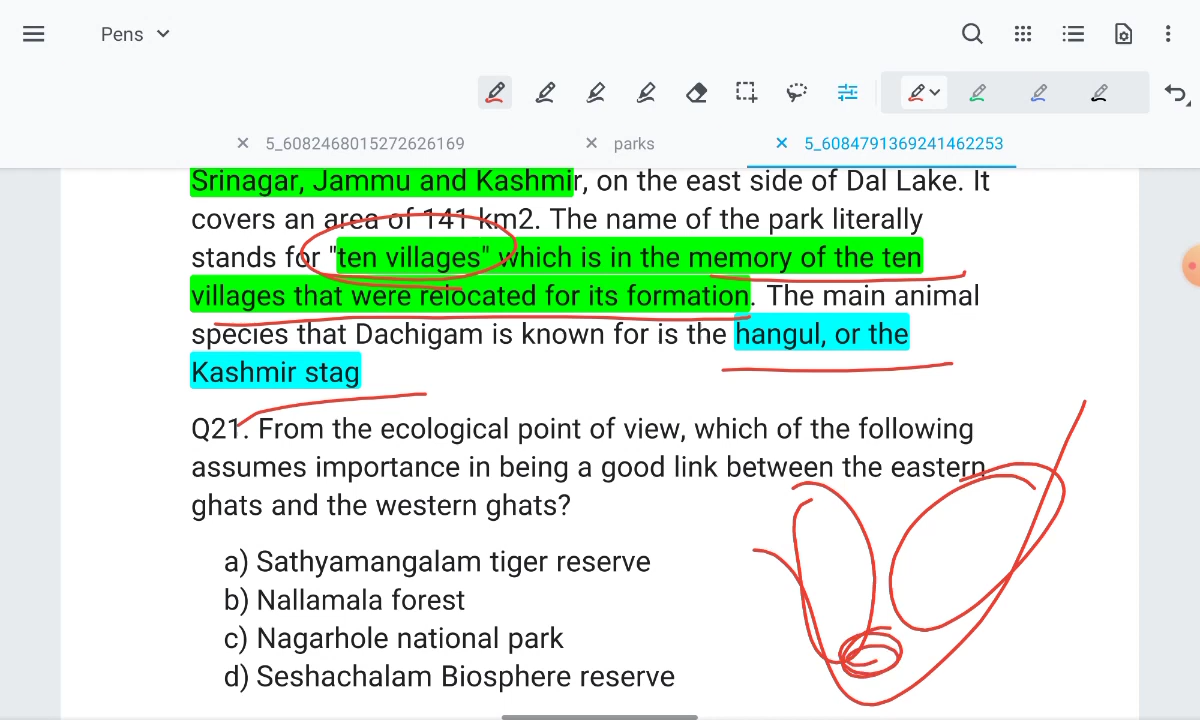 Pens
5_6082468015272626169
parks
5_6084791369241462253
Srinagar, Jammu and Kashmir, on the east side of Dal Lake. It
covers an area of 141 km2. The name of the park literally
stands for "ten villages" which is in the memory of the ten
villages that were relocated for its formation. The main animal
species that Dachigam is known for is the hangul, or the
Kashmir stag
Q21. From the ecological point of view, which of the following
assumes importance in being a good link between the eastern
ghats and the western ghats?
a) Sathyamangalam tiger reserve
b) Nallamala forest
c) Nagarhole national park
d) Seshachalam Biosphere reserve